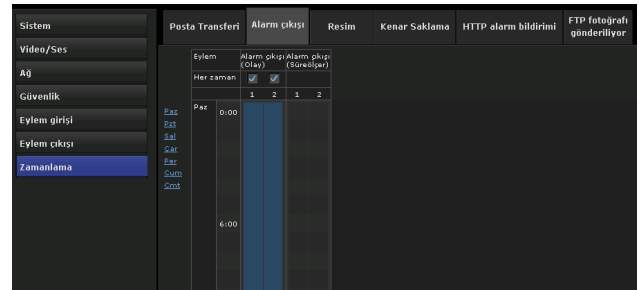 Sistem
Video/Ses
Ağ
Güvenlik
Eylem girişi
Eylem çıkışı
Zamanlama
Posta Transferi
Alarm çıkışı
Resim
Kenar Saklama
HTTP alarm bildirimi
FTP fotoğrafı
gönderiliyor
Eylem
Alarm çıkışı
(Olay)
Alarm çıkışı
(Süreölçer)
Her zaman
1 2 1 2
Paz
Pzt
Sal
Çar
Per
Cum
Cmt
Paz
0:00
6:00